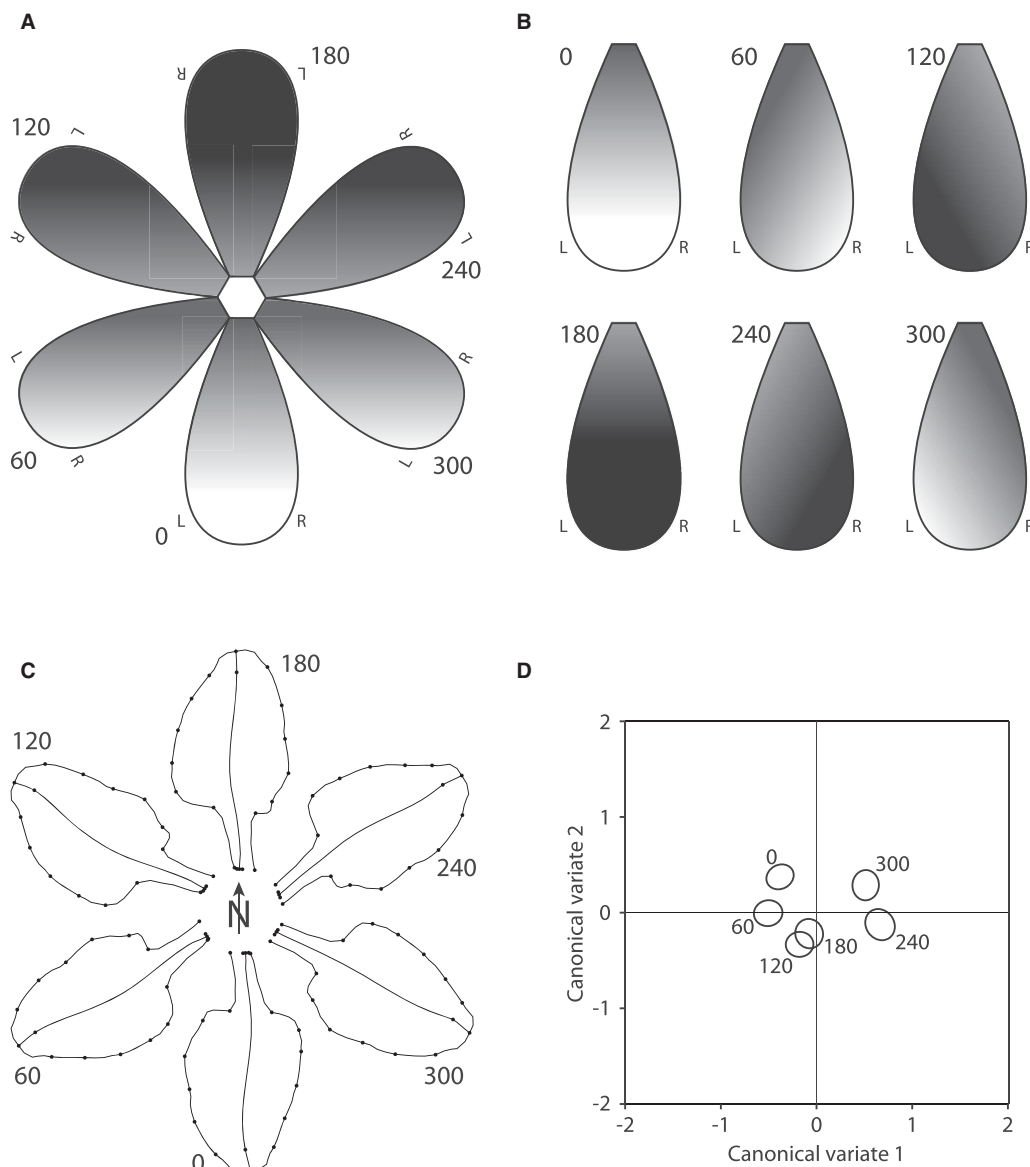 A
180
R L
120 L R
R L
240
L R
60 R L 300
0 L R
B
0 60 120
L R L R L
180 240 300
L R L R L
C
180
120
240
N
60
300
0
D
2
1
0
-1
-2
-2 -1 0 1 2
Canonical variate 2
Canonical variate 1
0
300
60
240
120
180